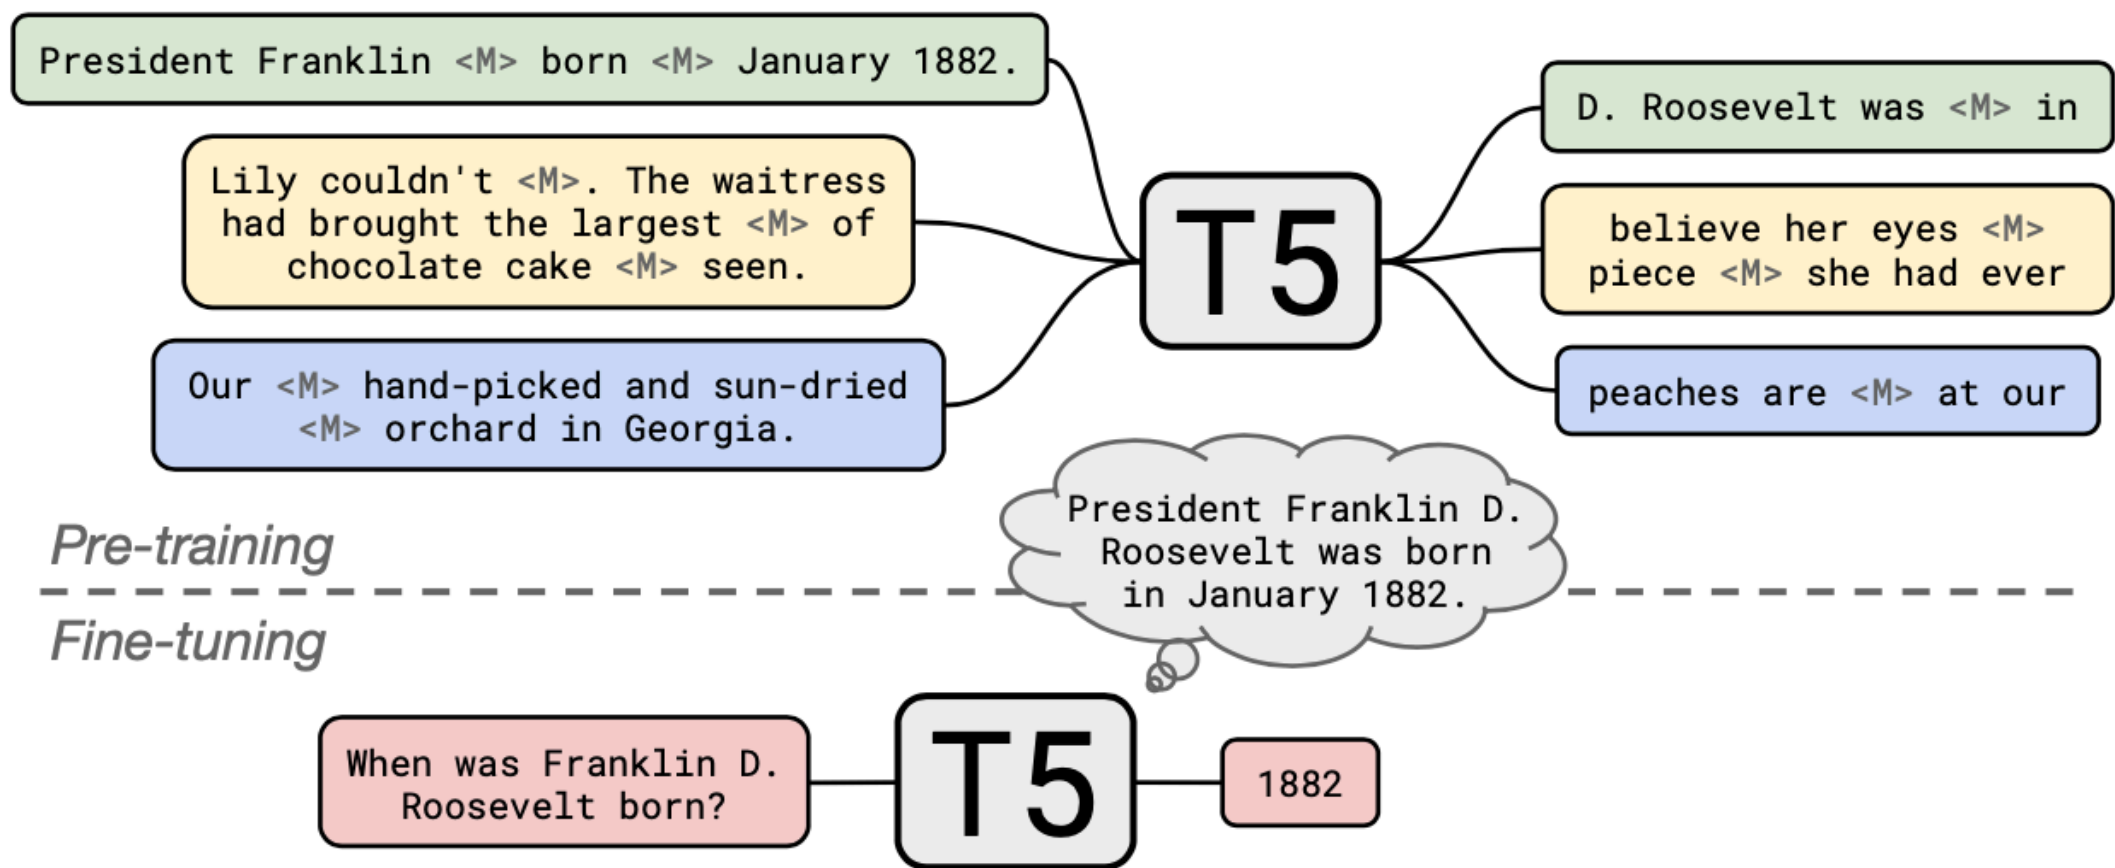 President Franklin <M> born <M> January 1882.
Lily couldn't <M>. The waitress
had brought the largest <M> of
chocolate cake <M> seen.
Our <M> hand-picked and sun-dried
<M> orchard in Georgia.
T5
D. Roosevelt was <M> in
believe her eyes <M>
piece <M> she had ever
peaches are <M> at our
Pre-training
President Franklin D.
Roosevelt was born
in January 1882.
Fine-tuning
When was Franklin D.
Roosevelt born?
T5
1882